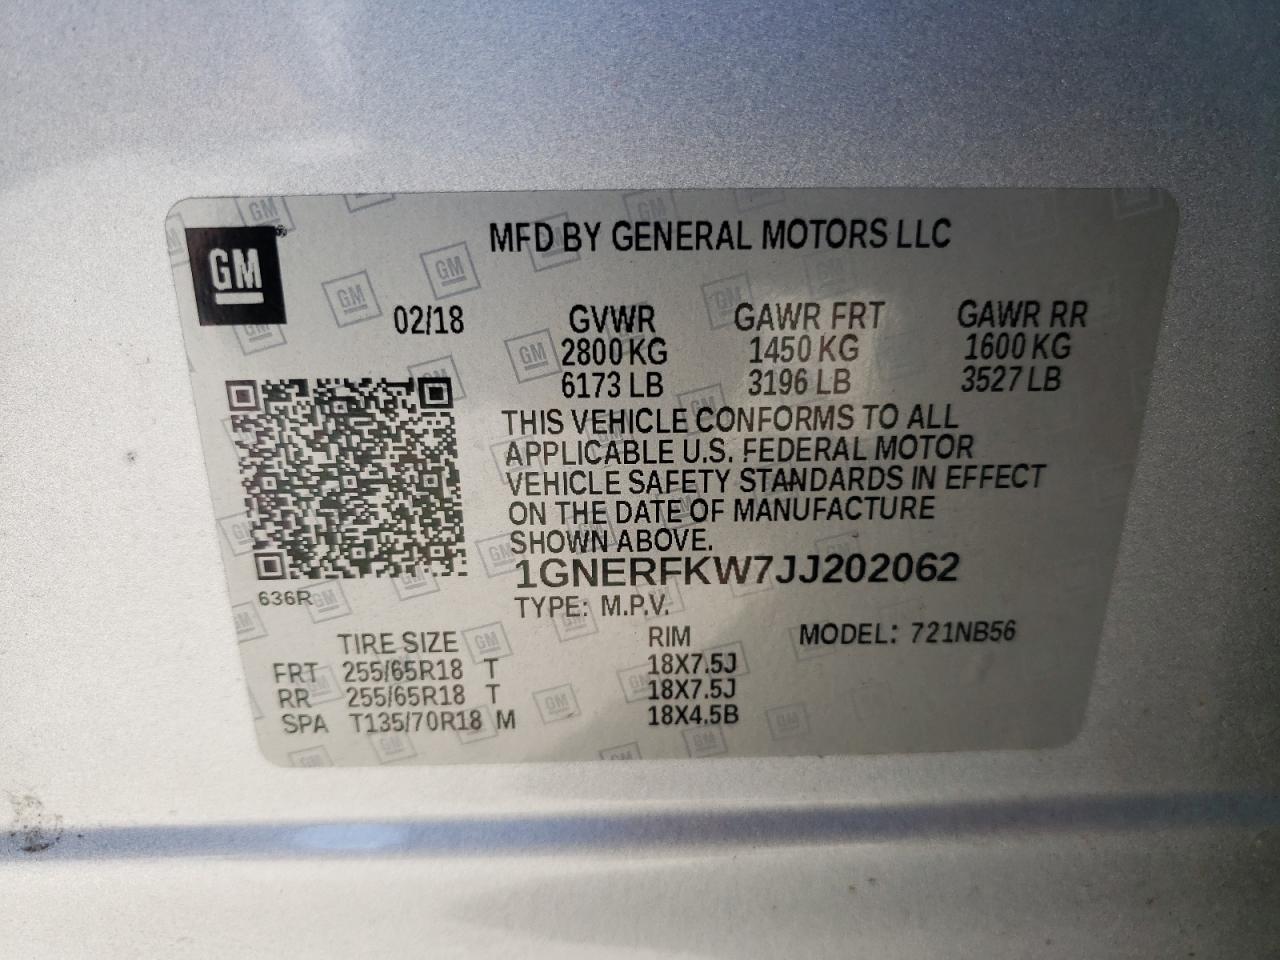 GM
MFD BY GENERAL MOTORS LLC
02/18 GVWR GAWR FRT GAWR RR
2800 KG 1450 KG 1600 KG
6173 LB 3196 LB 3527 LB
THIS VEHICLE CONFORMS TO ALL
APPLICABLE U.S. FEDERAL MOTOR
VEHICLE SAFETY STANDARDS IN EFFECT
ON THE DATE OF MANUFACTURE
SHOWN ABOVE.
1GNERFKW7JJ202062
636R
TYPE: M.P.V.
TIRE SIZE RIM MODEL: 721NB56
FRT 255/65R18 T 18X7.5J
RR 255/65R18 T 18X7.5J
SPA T135/70R18 M 18X4.5B